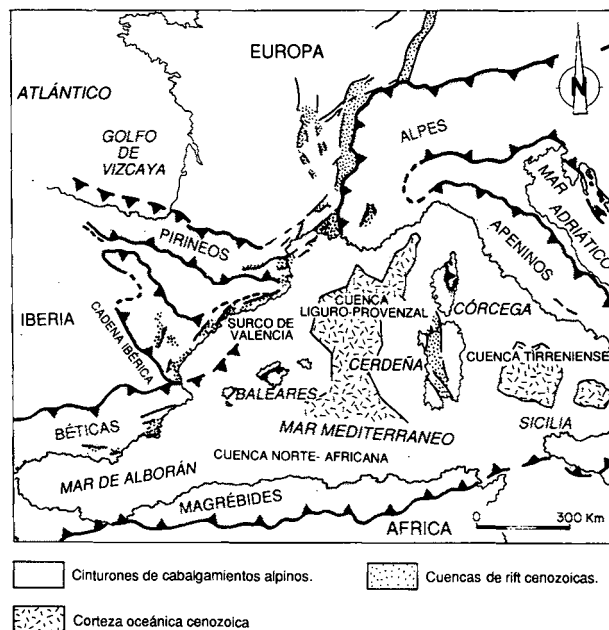 EUROPA
ATLÁNTICO
N
GOLFO
DE
VIZCAYA
ALPES
MAR
ADRIÁTICO
PIRINEOS
APENINOS
CUENCA
LIGURO-PROVENZAL
CÓRCEGA
IBERIA
CADENA IBÉRICA
SURCO DE
VALENCIA
CERDEÑA
CUENCA TIRRENIENSE
BALEARES
BÉTICAS
MAR MEDITERRANEO
SICILIA
CUENCA NORTE-AFRICANA
MAR DE ALBORÁN
MAGRÉBIDES
AFRICA
0 300 Km
Cinturones de cabalgamientos alpinos.
Cuencas de rift cenozoicas.
Corteza oceánica cenozoica